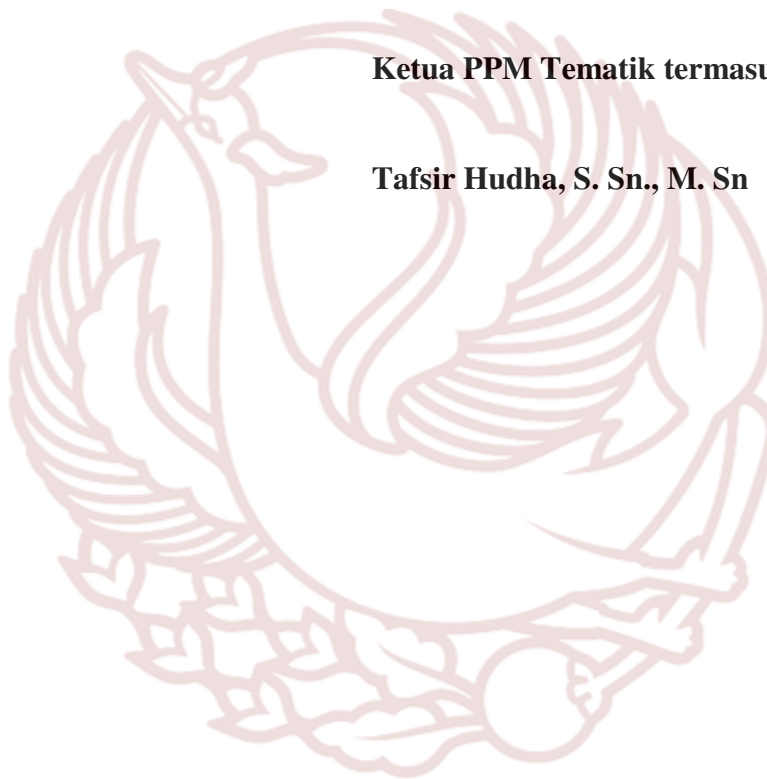 Ketua PPM Tematik termasu
Tafsir Hudha, S. Sn., M. Sn